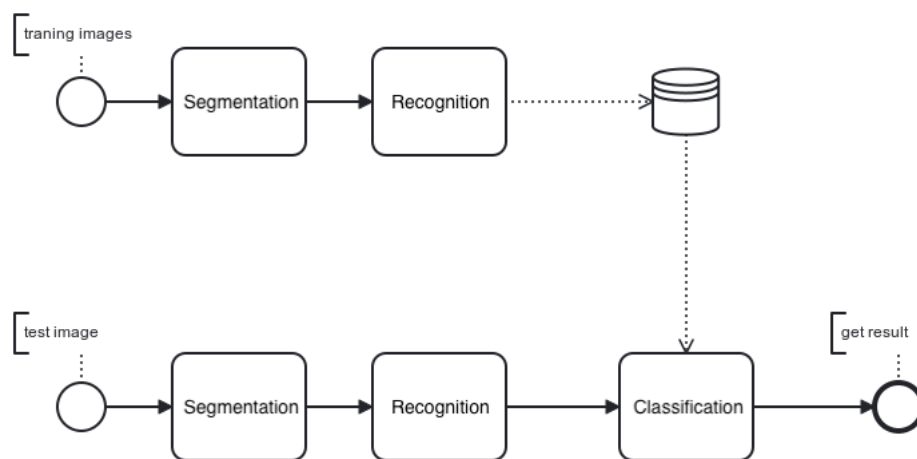 traning images
Segmentation
Recognition
test image
get result
Segmentation
Recognition
Classification